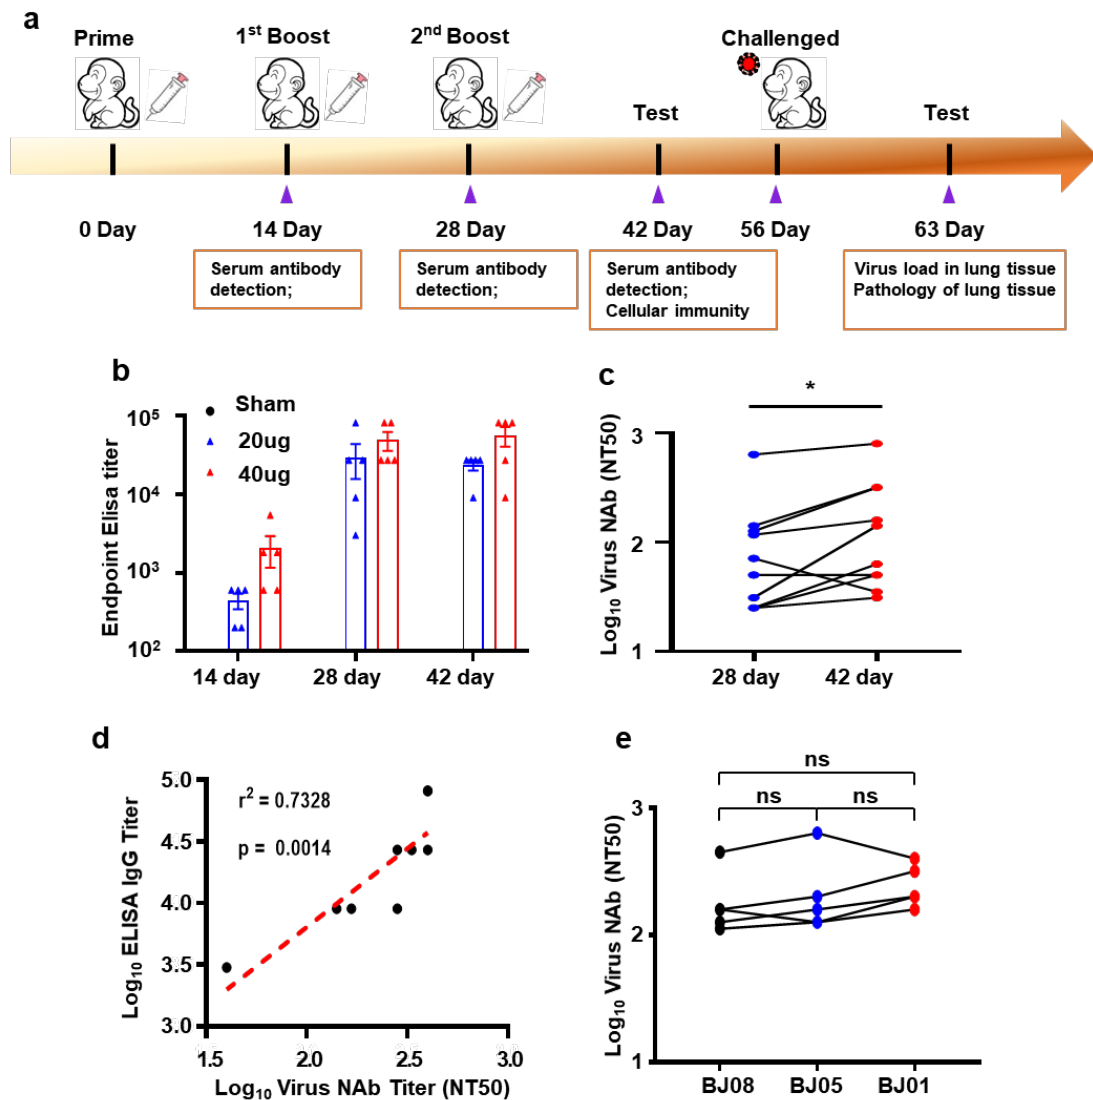 a
Prime
1st Boost
2nd Boost
Challenged
Test
Test
0 Day
14 Day
28 Day
42 Day
56 Day
63 Day
Serum antibody
detection;
Serum antibody
detection;
Serum antibody
detection;
Cellular immunity
Virus load in lung tissue
Pathology of lung tissue
b
Endpoint Elisa titer
Sham
20ug
40ug
10⁵
10⁴
10³
10²
14 day
28 day
42 day
c
*
Log₁₀ Virus NAb (NT50)
3
2
1
28 day
42 day
d
Log₁₀ ELISA IgG Titer
r² = 0.7328
p = 0.0014
5.0
4.5
4.0
3.5
3.0
1.5
2.0
2.5
3.0
Log₁₀ Virus NAb Titer (NT50)
e
ns
ns
ns
Log₁₀ Virus NAb (NT50)
3
2
1
BJ08
BJ05
BJ01